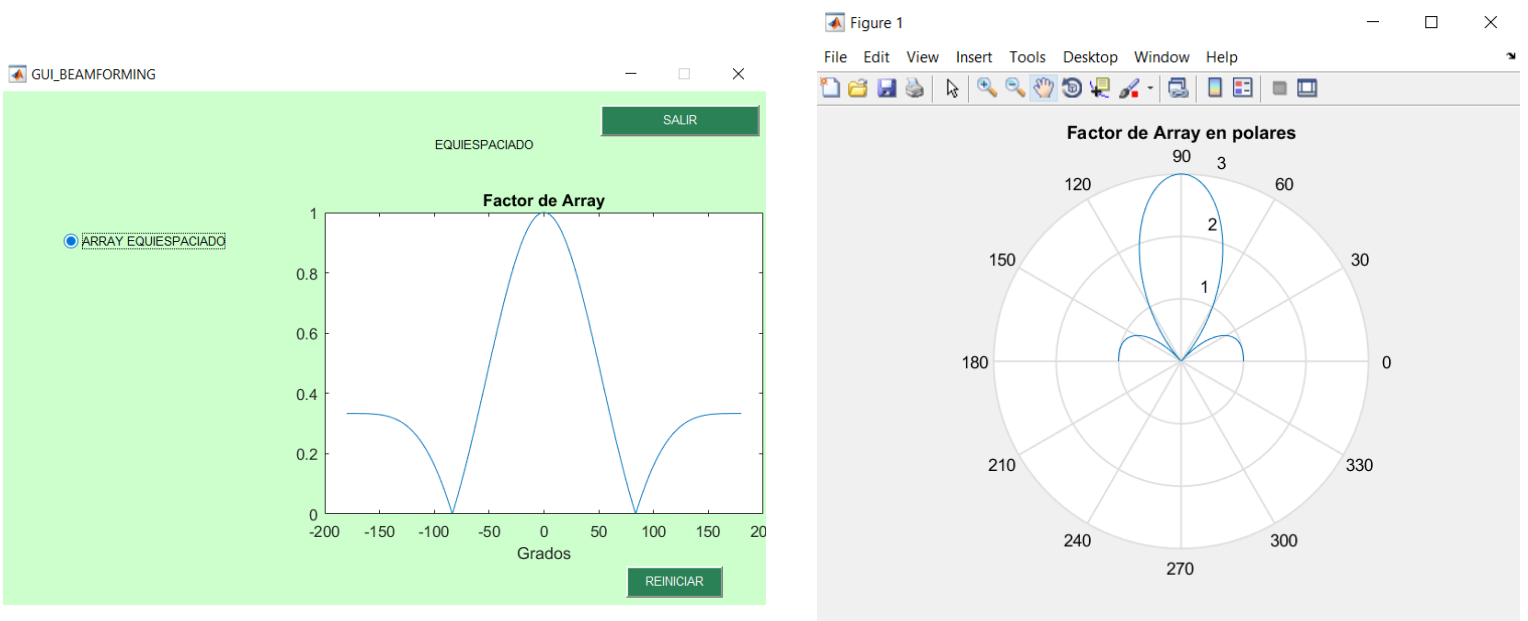 GUI_BEAMFORMING
SALIR
EQUIESPACIADO
ARRAY EQUIESPACIADO
Factor de Array
1
0.8
0.6
0.4
0.2
0
-200 -150 -100 -50 0 50 100 150 20
Grados
REINICIAR
Figure 1
File Edit View Insert Tools Desktop Window Help
Factor de Array en polares
90 3
120 60
2
150 30
1
180 0
210 330
240 300
270